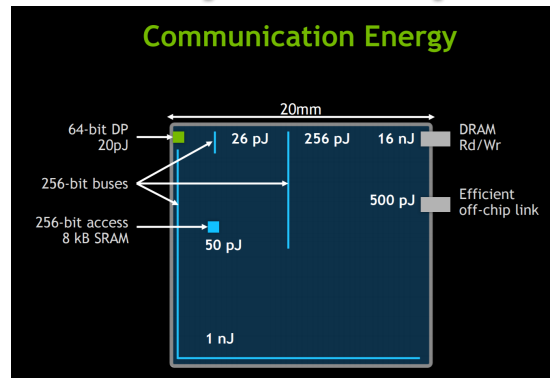 Communication Energy
20mm
64-bit DP
20pJ
26 pJ
256 pJ
16 nJ
DRAM
Rd/Wr
256-bit buses
500 pJ
Efficient
off-chip link
256-bit access
8 kB SRAM
50 pJ
1 nJ